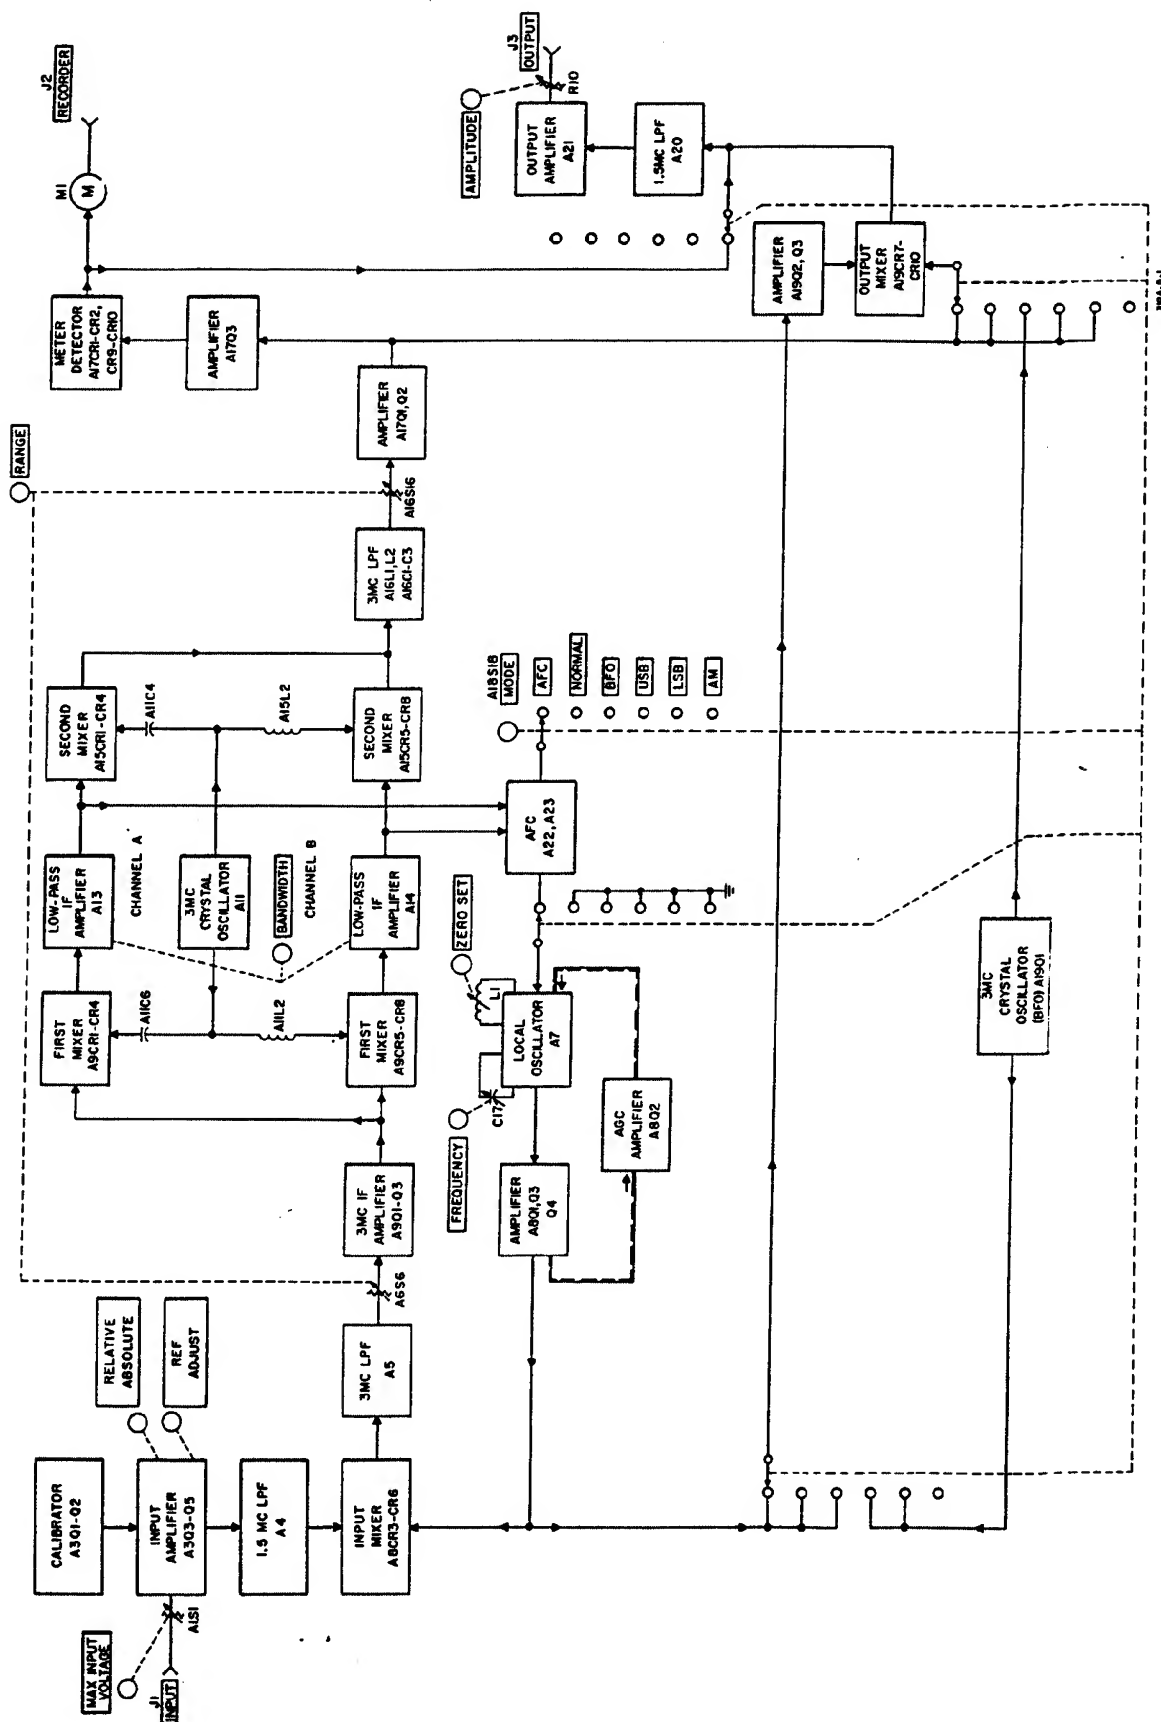 MAX INPUT
VOLTAGE
J1
INPUT
A1S1
CALIBRATOR
A3Q1-Q2
INPUT
AMPLIFIER
A3Q3-Q5
RELATIVE
ABSOLUTE
REF
ADJUST
1.5 MC LPF
A4
INPUT
MIXER
A8CR3-CR6
3MC LPF
A5
A6S6
3MC IF
AMPLIFIER
A9Q1-Q3
RANGE
FIRST
MIXER
A9CR1-CR4
A11C6
A11L2
FIRST
MIXER
A9CR5-CR8
LOW-PASS
IF
AMPLIFIER
A13
CHANNEL A
3MC
CRYSTAL
OSCILLATOR
A11
BANDWIDTH
CHANNEL B
LOW-PASS
IF
AMPLIFIER
A14
SECOND
MIXER
A15CR1-CR4
A11C4
A15L2
SECOND
MIXER
A15CR5-CR8
3MC LPF
A16L1, L2
A16C1-C3
A16S16
AMPLIFIER
A17Q1, Q2
AMPLIFIER
A17Q3
METER
DETECTOR
A17CR1-CR2,
CR9-CR10
M1
M
J2
RECORDER
FREQUENCY
C17
ZERO SET
L1
LOCAL
OSCILLATOR
A7
AMPLIFIER
A8Q1, Q3
Q4
AGC
AMPLIFIER
A8Q2
AFC
A22, A23
A18S18
MODE
AFC
NORMAL
BFO
USB
LSB
AM
AMPLITUDE
J3
OUTPUT
R10
OUTPUT
AMPLIFIER
A21
1.5MC LPF
A20
AMPLIFIER
A19Q2, Q3
OUTPUT
MIXER
A19CR7-
CR10
3MC
CRYSTAL
OSCILLATOR
(BFO) A19Q1